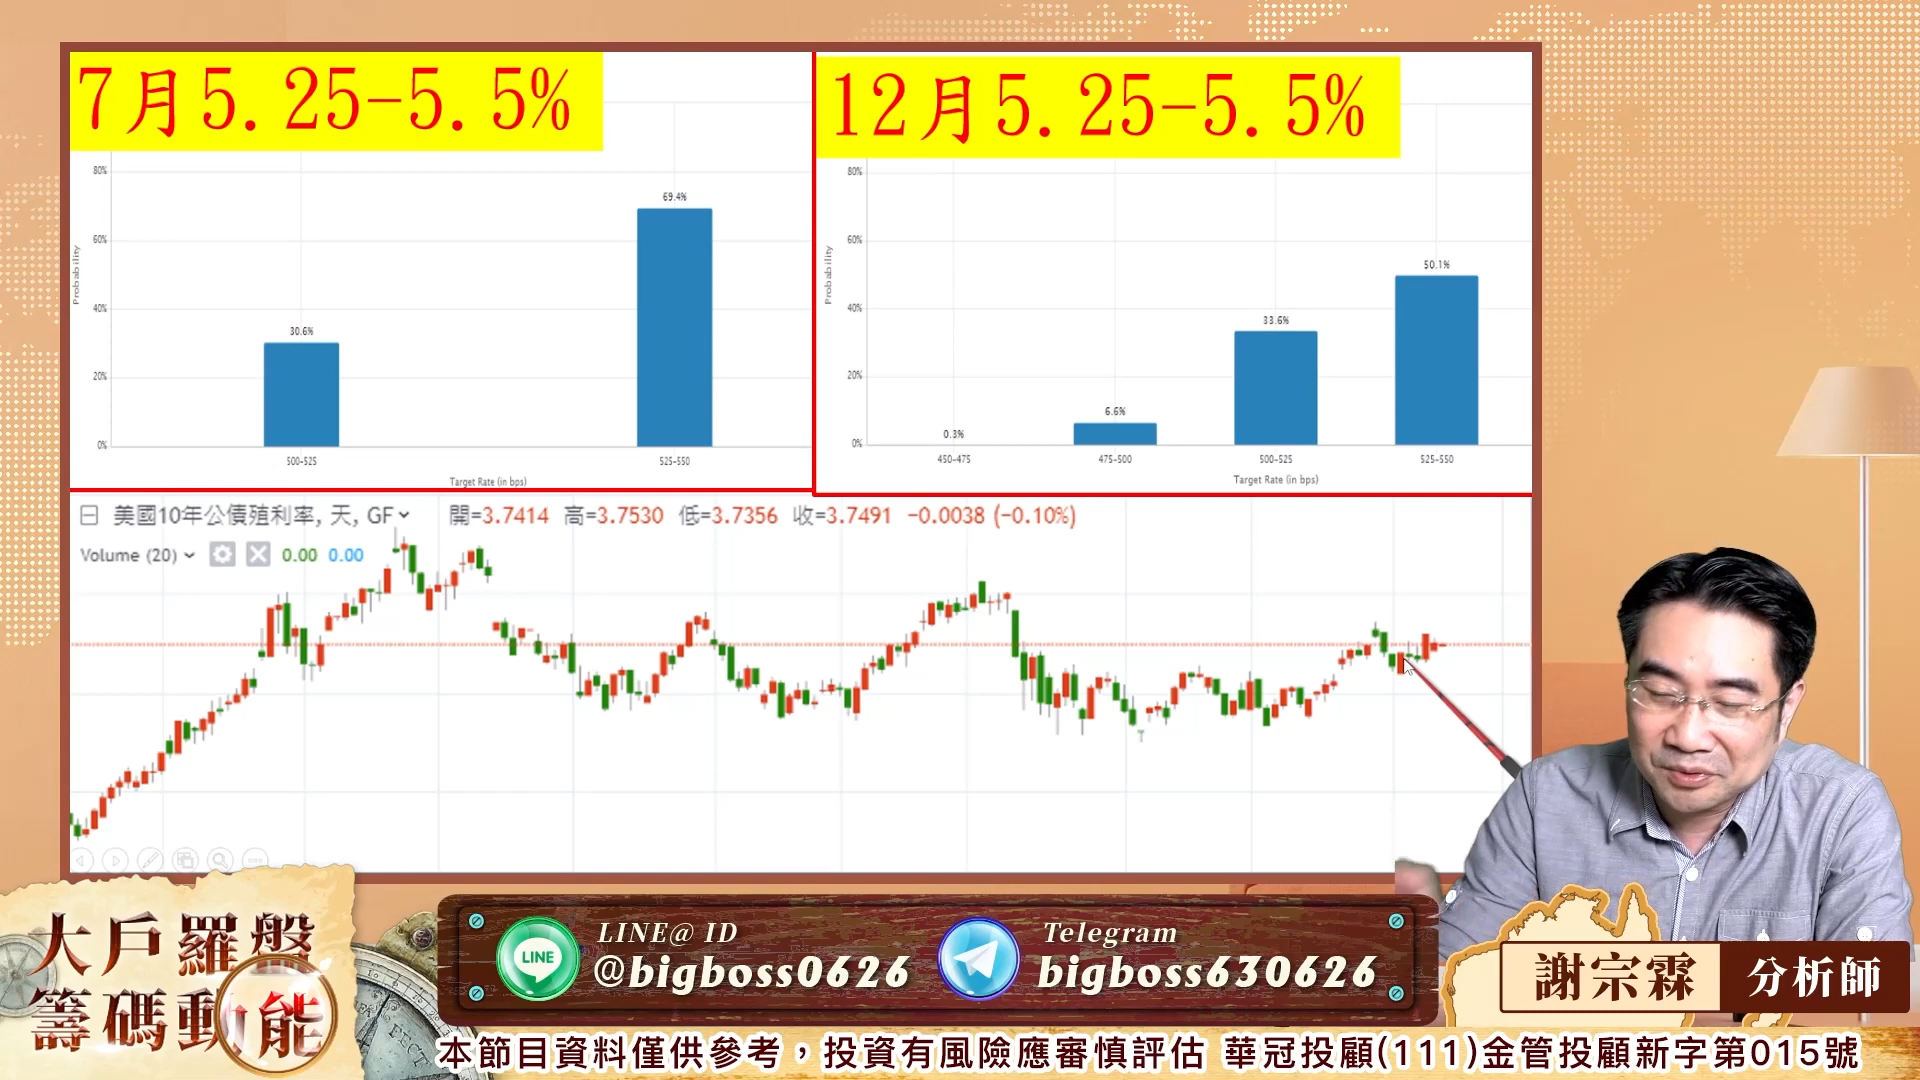 7月5.25-5.5%
12月5.25-5.5%
80%
60%
40%
20%
0%
Probability
30.6%
69.4%
500-525
525-550
Target Rate (in bps)
80%
60%
40%
20%
0%
Probability
0.3%
6.6%
33.6%
50.1%
450-475
475-500
500-525
525-550
Target Rate (in bps)
美國10年公債殖利率, 天, GF 開=3.7414 高=3.7530 低=3.7356 收=3.7491 -0.0038 (-0.10%)
Volume (20) 0.00 0.00
大戶羅盤
籌碼動能
LINE
LINE@ ID
@bigboss0626
Telegram
bigboss630626
謝宗霖 分析師
本節目資料僅供參考，投資有風險應審慎評估 華冠投顧(111)金管投顧新字第015號